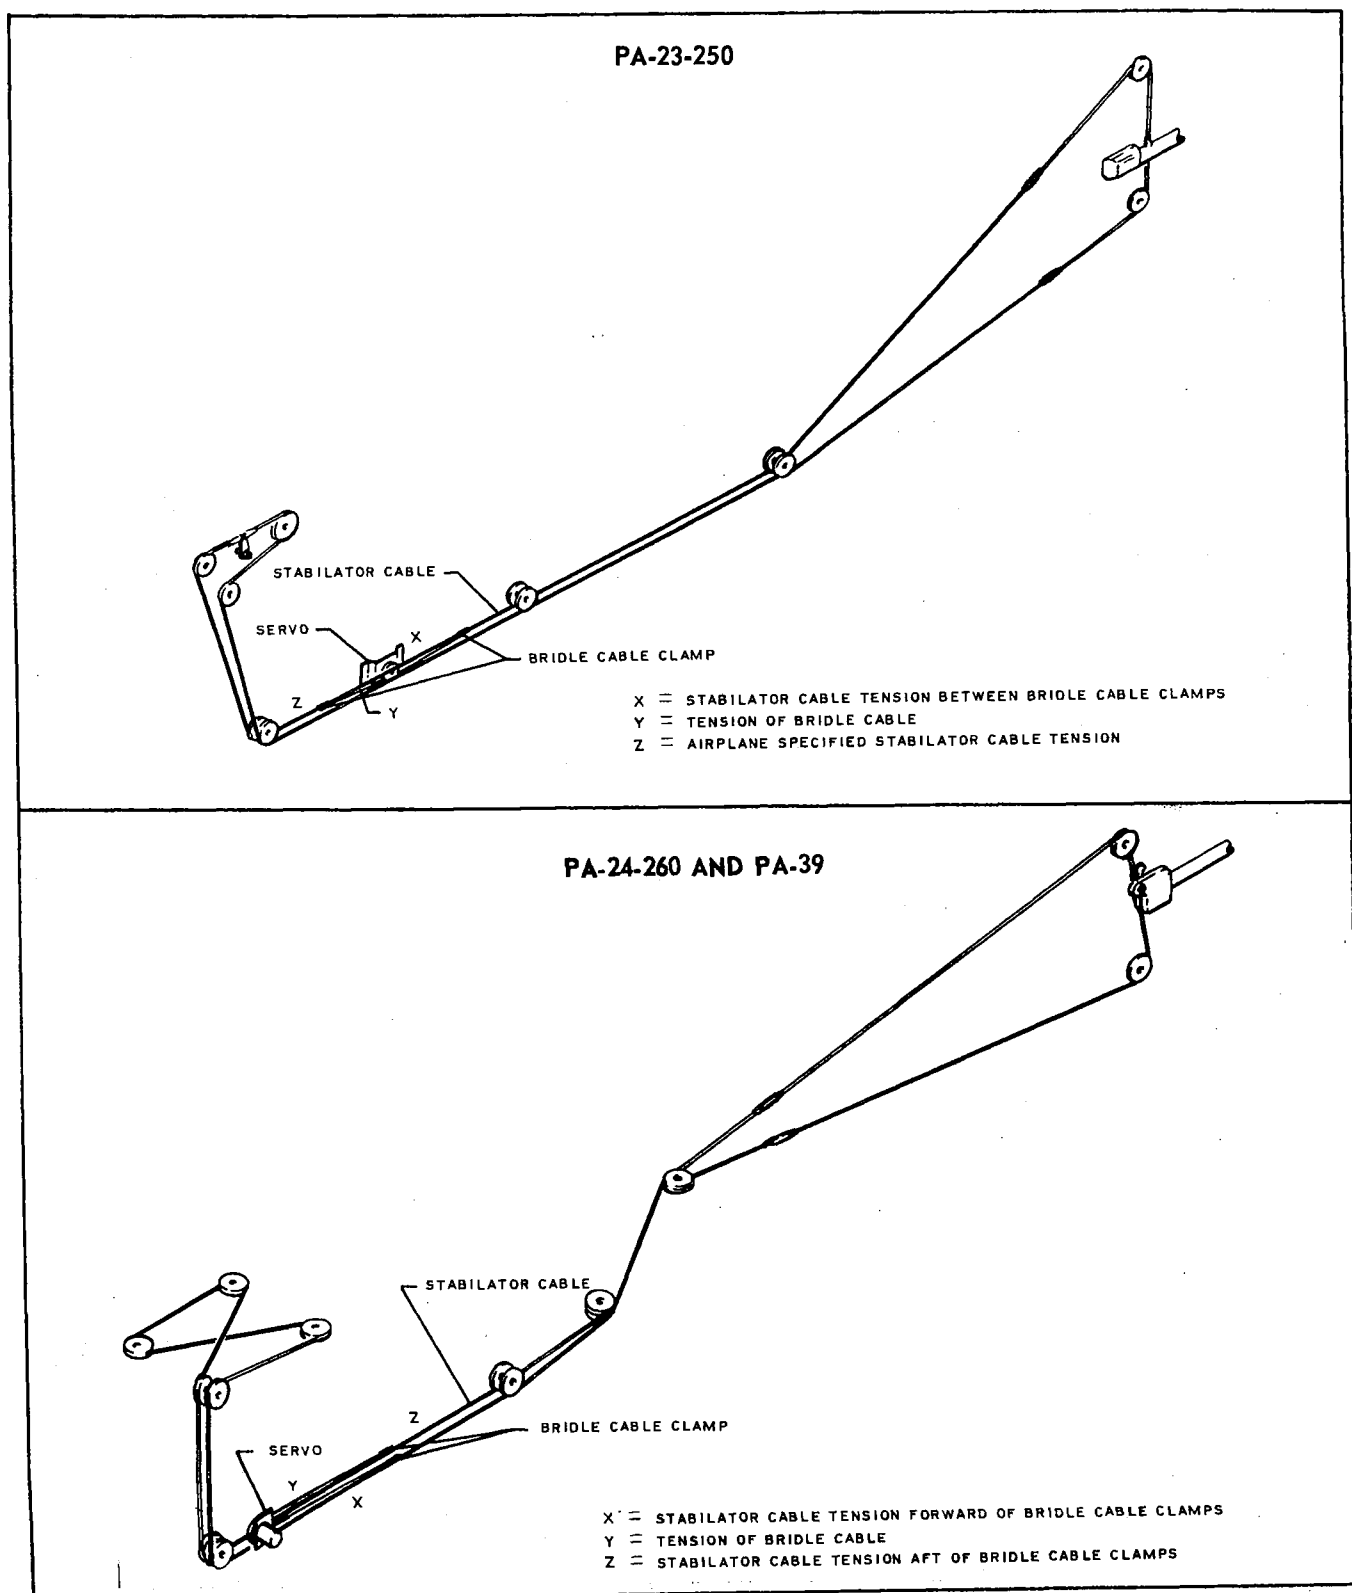 PA-23-250
STABILATOR CABLE
SERVO
X
BRIDLE CABLE CLAMP
Z
Y
X = STABILATOR CABLE TENSION BETWEEN BRIDLE CABLE CLAMPS
Y = TENSION OF BRIDLE CABLE
Z = AIRPLANE SPECIFIED STABILATOR CABLE TENSION
PA-24-260 AND PA-39
STABILATOR CABLE
Z
BRIDLE CABLE CLAMP
SERVO
Y
X
X = STABILATOR CABLE TENSION FORWARD OF BRIDLE CABLE CLAMPS
Y = TENSION OF BRIDLE CABLE
Z = STABILATOR CABLE TENSION AFT OF BRIDLE CABLE CLAMPS